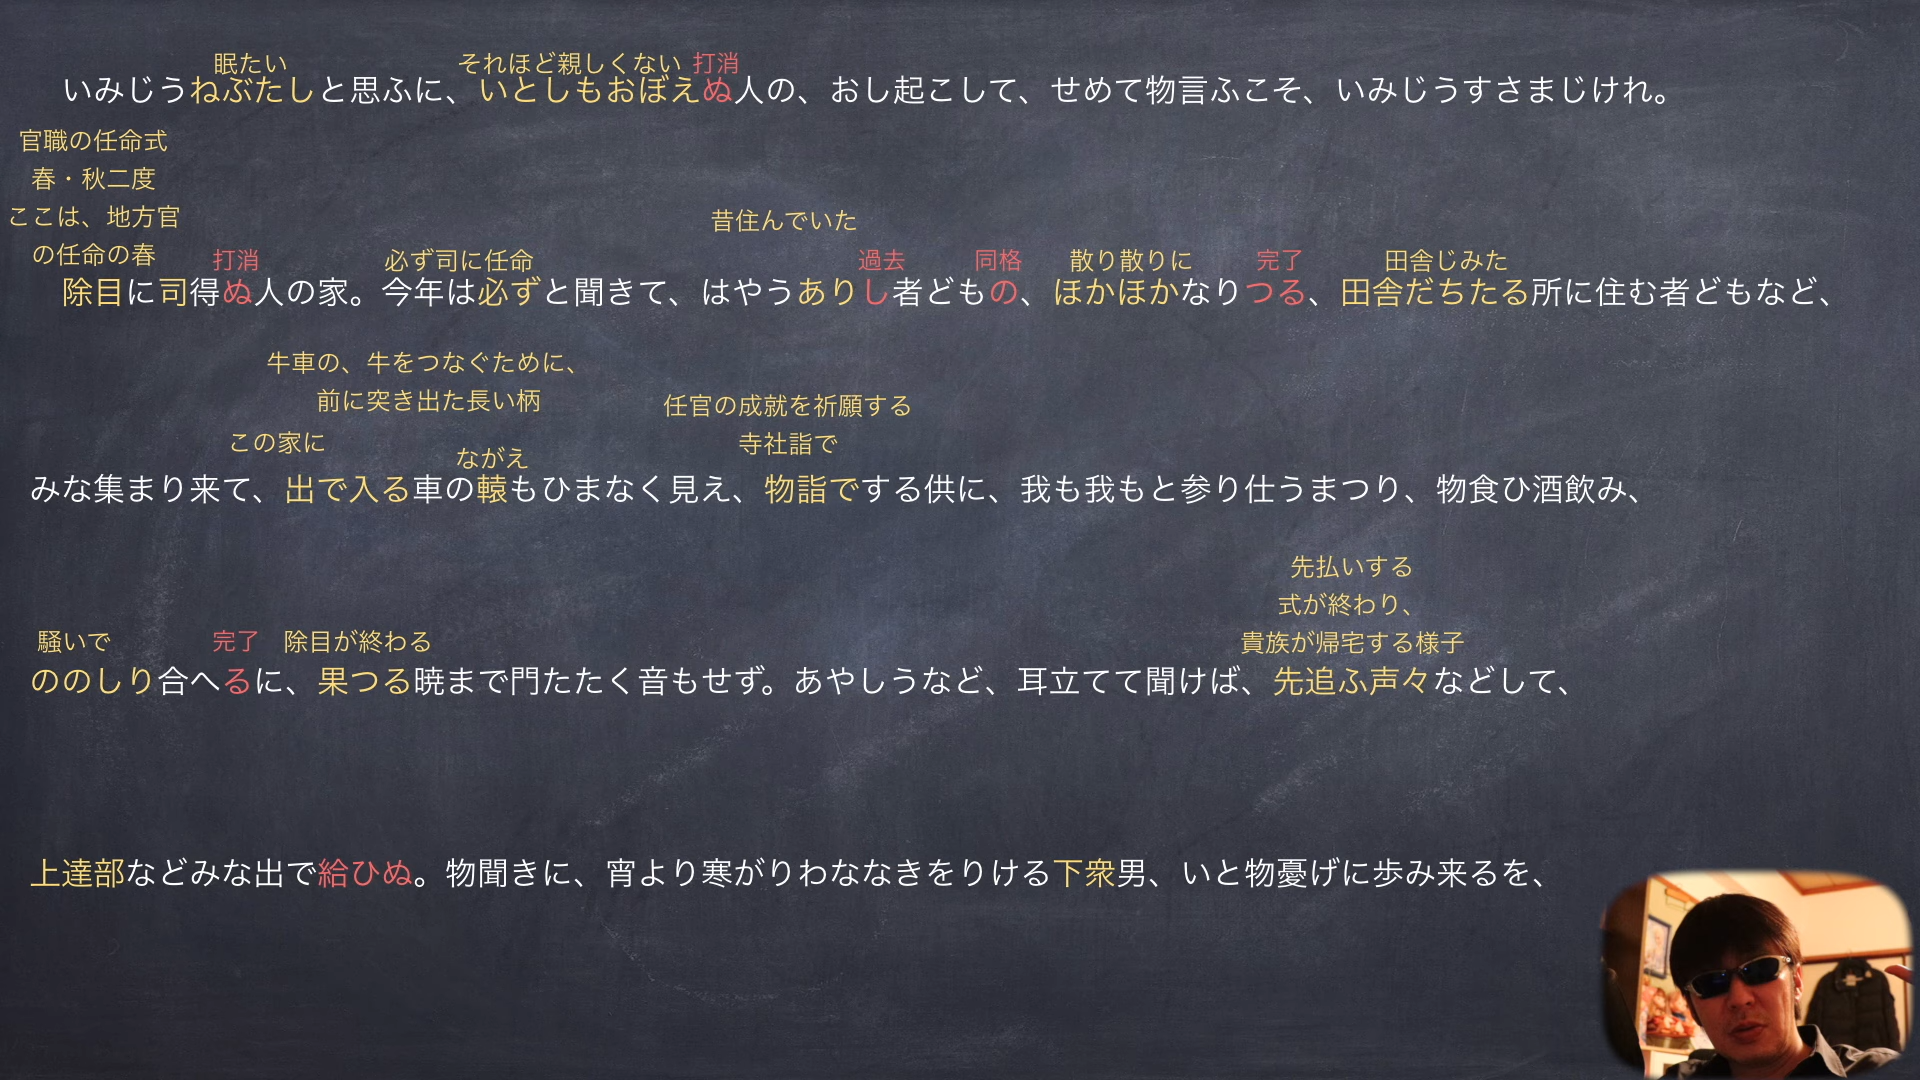 眠たい
それほど親しくない
打消
いみじうねぶたしと思ふに、いとしもおぼえぬ人の、おし起こして、せめて物言ふこそ、いみじうすさまじけれ。
官職の任命式
春・秋二度
ここは、地方官
の任命の春
打消
必ず司に任命
昔住んでいた
過去
同格
散り散りに
完了
田舎じみた
除目に司得ぬ人の家。今年は必ずと聞きて、はやうありし者どもの、ほかほかなりつる、田舎だちたる所に住む者どもなど、
牛車の、牛をつなぐために、
前に突き出た長い柄
この家に
ながえ
任官の成就を祈願する
寺社詣で
みな集まり来て、出で入る車の轅もひまなく見え、物詣でする供に、我も我もと参り仕うまつり、物食ひ酒飲み、
騒いで
完了
除目が終わる
先払いする
式が終わり、
貴族が帰宅する様子
ののしり合へるに、果つる暁まで門たたく音もせず。あやしうなど、耳立てて聞けば、先追ふ声々などして、
上達部などみな出で給ひぬ。物聞きに、宵より寒がりわななきをりける下衆男、いと物憂げに歩み来るを、